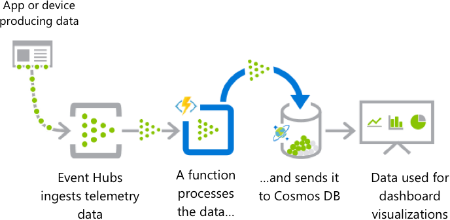 App or device
producing data
Event Hubs
ingests telemetry
data
A function
processes
the data...
...and sends it
to Cosmos DB
Data used for
dashboard
visualizations